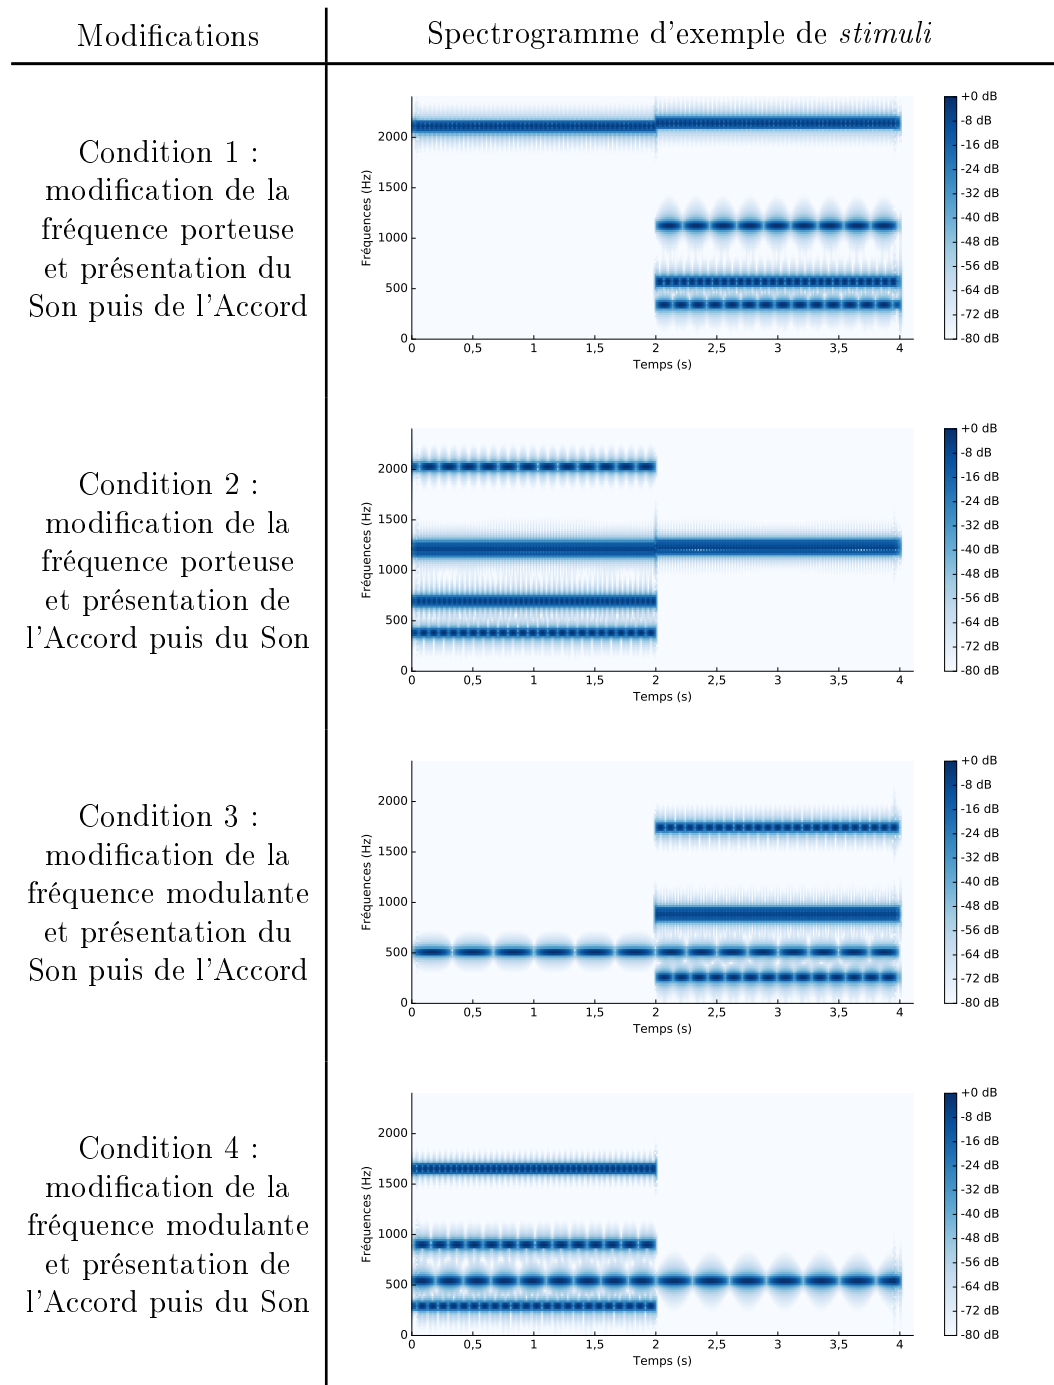 Modifications
Spectrogramme d'exemple de stimuli
Condition 1 :
modification de la
fréquence porteuse
et présentation du
Son puis de l'Accord
Fréquences (Hz)
2000
1500
1000
500
0
0 0,5 1 1,5 2 2,5 3 3,5 4
Temps (s)
+0 dB
-8 dB
-16 dB
-24 dB
-32 dB
-40 dB
-48 dB
-56 dB
-64 dB
-72 dB
-80 dB
Condition 2 :
modification de la
fréquence porteuse
et présentation de
l'Accord puis du Son
Fréquences (Hz)
2000
1500
1000
500
0
0 0,5 1 1,5 2 2,5 3 3,5 4
Temps (s)
+0 dB
-8 dB
-16 dB
-24 dB
-32 dB
-40 dB
-48 dB
-56 dB
-64 dB
-72 dB
-80 dB
Condition 3 :
modification de la
fréquence modulante
et présentation du
Son puis de l'Accord
Fréquences (Hz)
2000
1500
1000
500
0
0 0,5 1 1,5 2 2,5 3 3,5 4
Temps (s)
+0 dB
-8 dB
-16 dB
-24 dB
-32 dB
-40 dB
-48 dB
-56 dB
-64 dB
-72 dB
-80 dB
Condition 4 :
modification de la
fréquence modulante
et présentation de
l'Accord puis du Son
Fréquences (Hz)
2000
1500
1000
500
0
0 0,5 1 1,5 2 2,5 3 3,5 4
Temps (s)
+0 dB
-8 dB
-16 dB
-24 dB
-32 dB
-40 dB
-48 dB
-56 dB
-64 dB
-72 dB
-80 dB